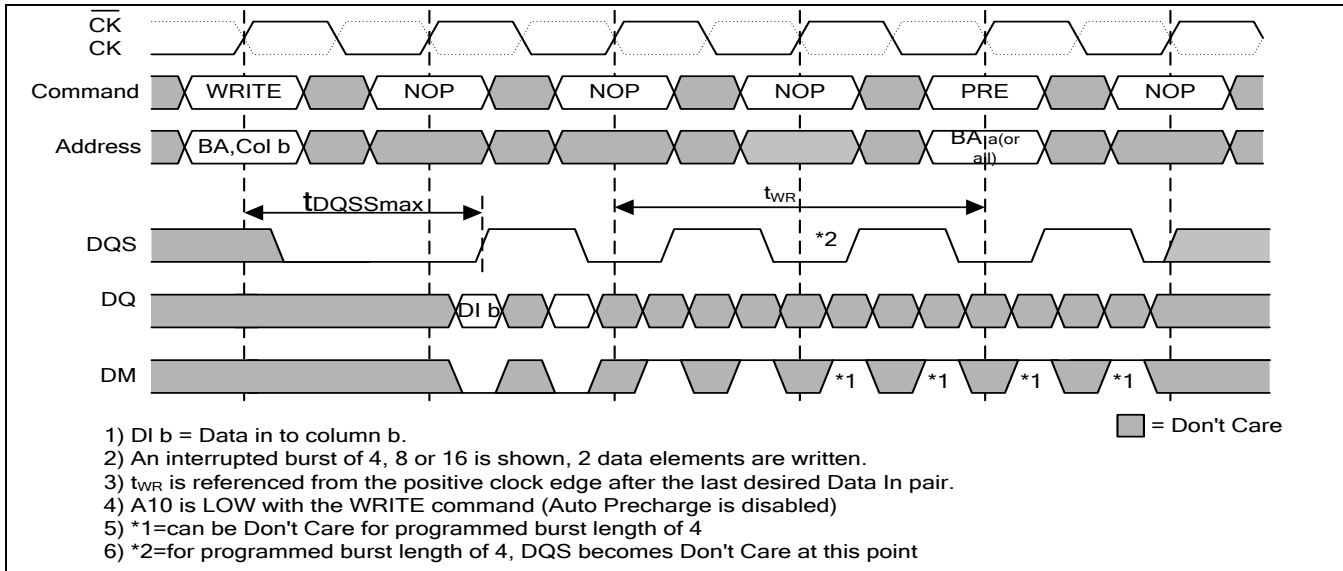 CK
CK
Command WRITE NOP NOP NOP PRE NOP
Address BA,Col b BA a(or all)
tDQSSmax tWR
DQS *2
DQ DI b
DM *1 *1 *1 *1
= Don't Care
1) DI b = Data in to column b.
2) An interrupted burst of 4, 8 or 16 is shown, 2 data elements are written.
3) tWR is referenced from the positive clock edge after the last desired Data In pair.
4) A10 is LOW with the WRITE command (Auto Precharge is disabled)
5) *1=can be Don't Care for programmed burst length of 4
6) *2=for programmed burst length of 4, DQS becomes Don't Care at this point